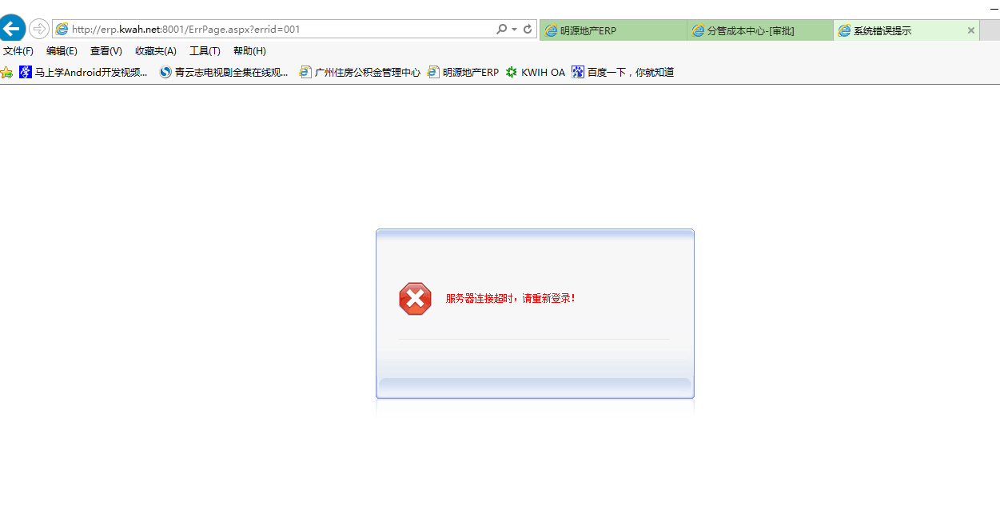 http://erp.kwah.net:8001/ErrPage.aspx?errid=001
明源地产ERP
分管成本中心-[审批]
系统错误提示
文件(F) 编辑(E) 查看(V) 收藏夹(A) 工具(T) 帮助(H)
马上学Android开发视频... 青云志电视剧全集在线观... 广州住房公积金管理中心 明源地产ERP KWIH OA 百度一下，你就知道
服务器连接超时，请重新登录！